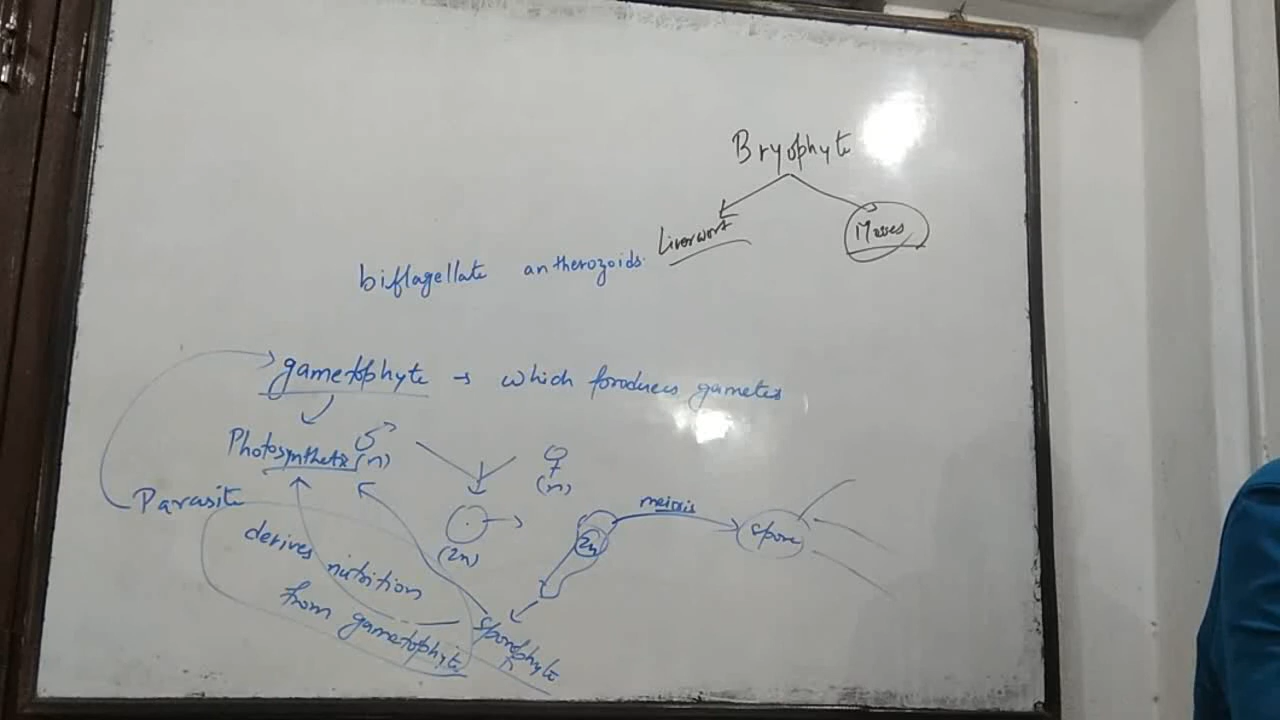 Bryophyte
Liverwort
Mosses
biflagellate antherozoids.
gametophyte → which produces gametes
Photosynthetic (n)
♂
♀
(n)
Parasite
(2n)
2n
meiosis
Spore
derives nutrition
from gametophyte
Sporophyte